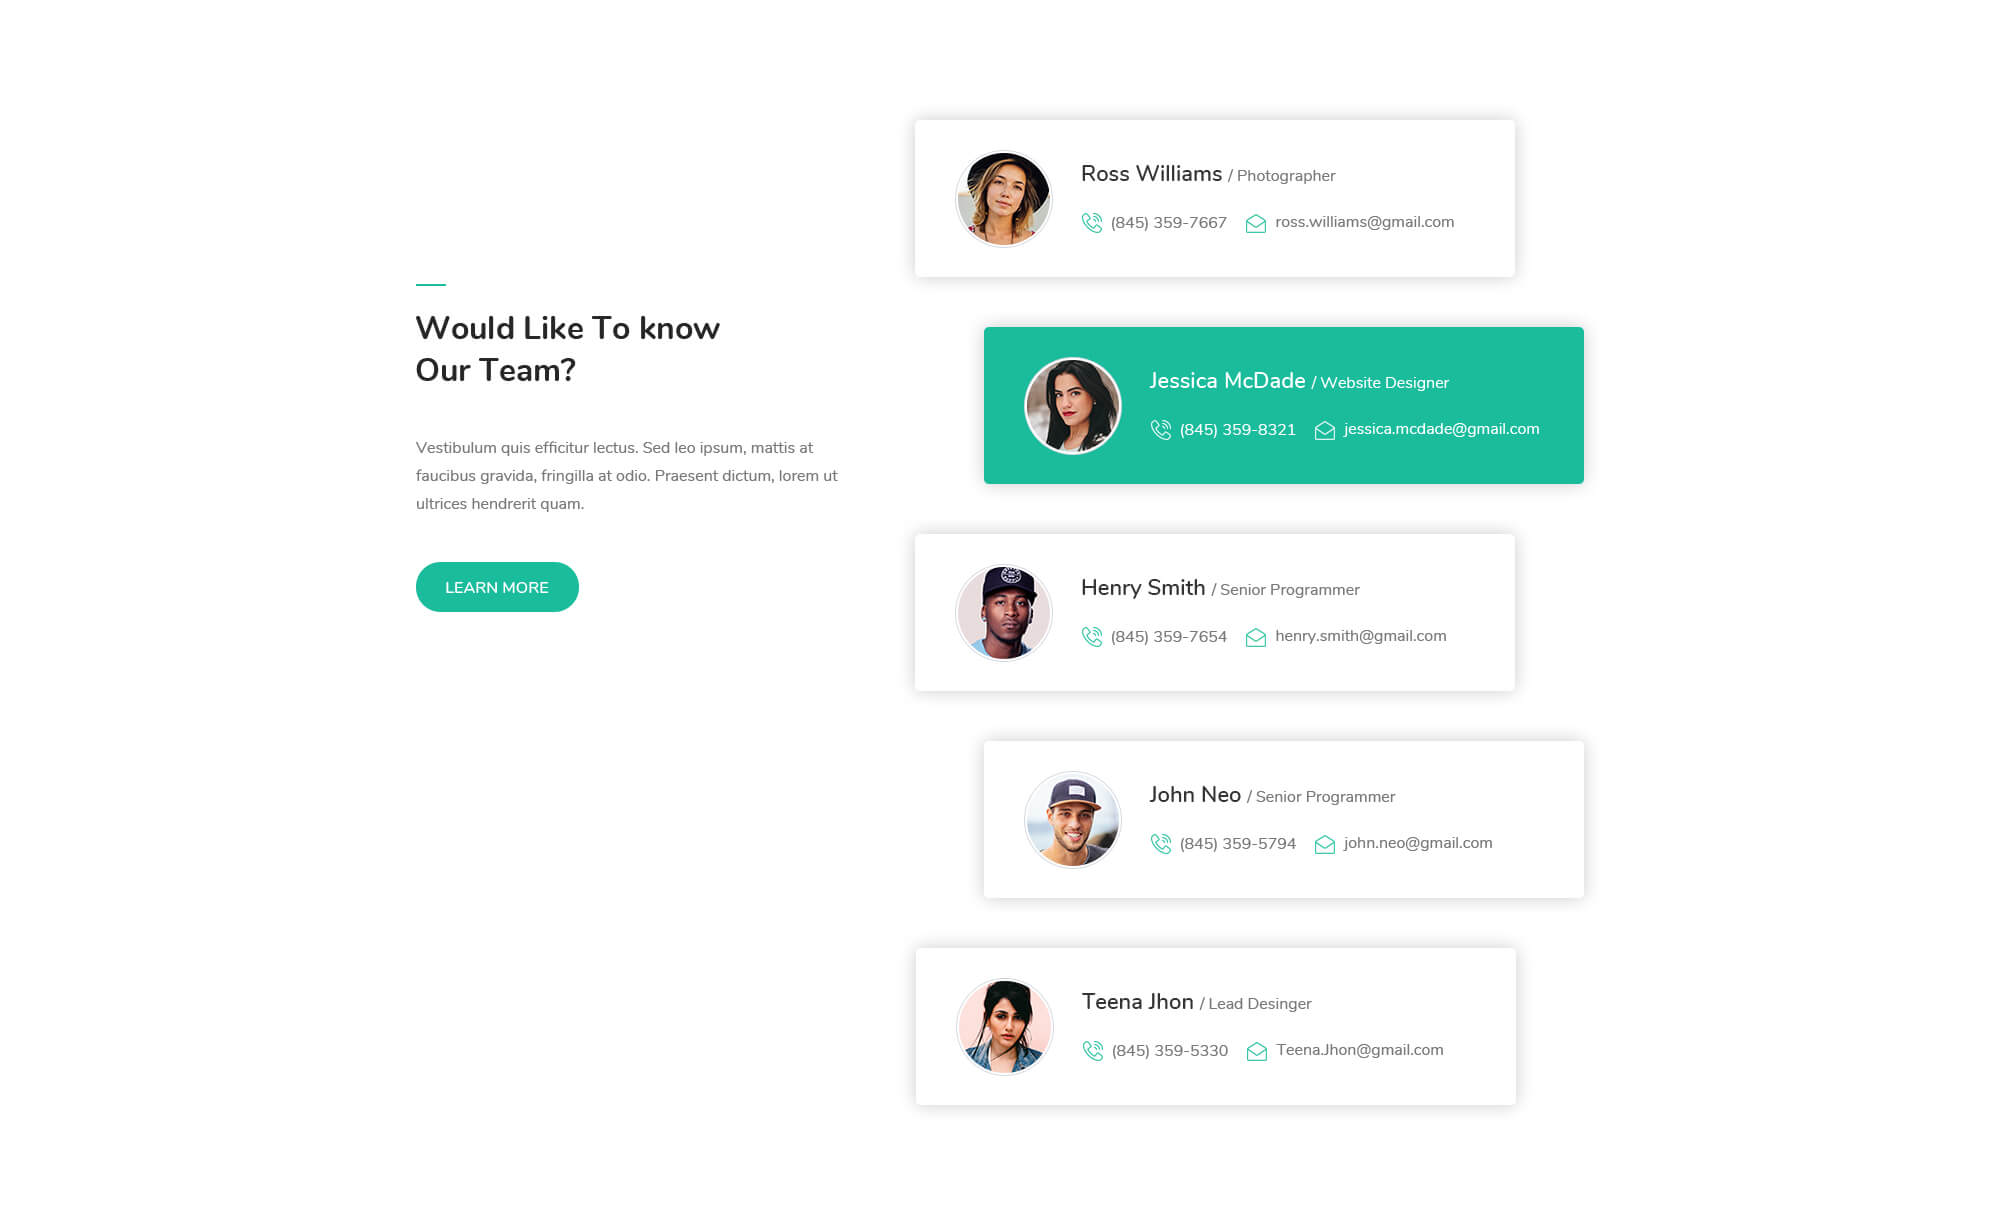 Would Like To know
Our Team?
Vestibulum quis efficitur lectus. Sed leo ipsum, mattis at
faucibus gravida, fringilla at odio. Praesent dictum, lorem ut
ultrices hendrerit quam.
LEARN MORE
Ross Williams / Photographer
(845) 359-7667 ross.williams@gmail.com
Jessica McDade / Website Designer
(845) 359-8321 jessica.mcdade@gmail.com
Henry Smith / Senior Programmer
(845) 359-7654 henry.smith@gmail.com
John Neo / Senior Programmer
(845) 359-5794 john.neo@gmail.com
Teena Jhon / Lead Desinger
(845) 359-5330 Teena.Jhon@gmail.com